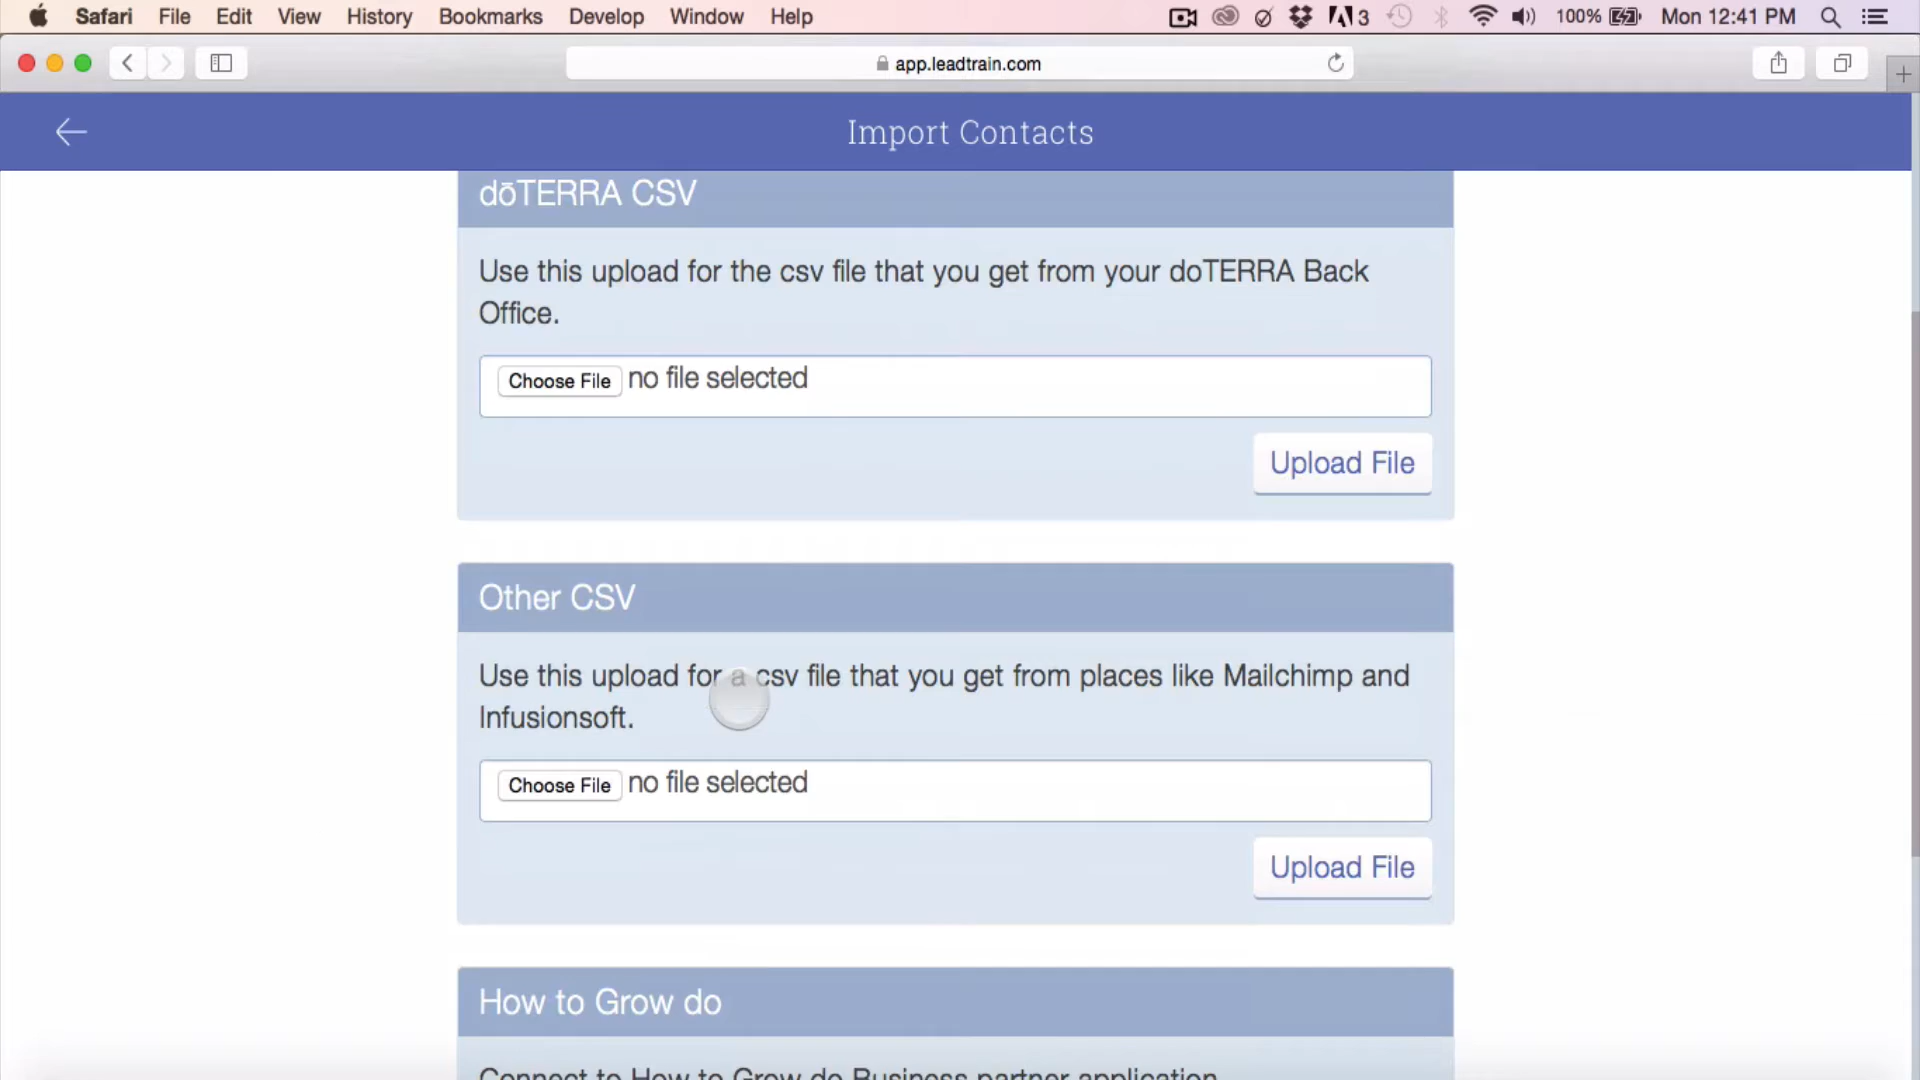 Safari File Edit View History Bookmarks Develop Window Help 3 100% Mon 12:41 PM
app.leadtrain.com
Import Contacts
dōTERRA CSV
Use this upload for the csv file that you get from your doTERRA Back
Office.
Choose File no file selected
Upload File
Other CSV
Use this upload for a csv file that you get from places like Mailchimp and
Infusionsoft.
Choose File no file selected
Upload File
How to Grow do
Connect to How to Grow do Business partner application